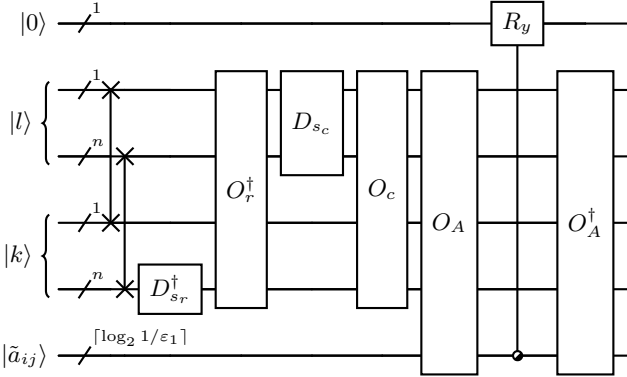 |0⟩ 1 R_y
|l⟩ 1 n D_{s_c}
O_r^† O_c O_A O_A^†
|k⟩ 1 n D_{s_r}^†
|ã_{ij}⟩ ⌈log_2 1/ε_1⌉